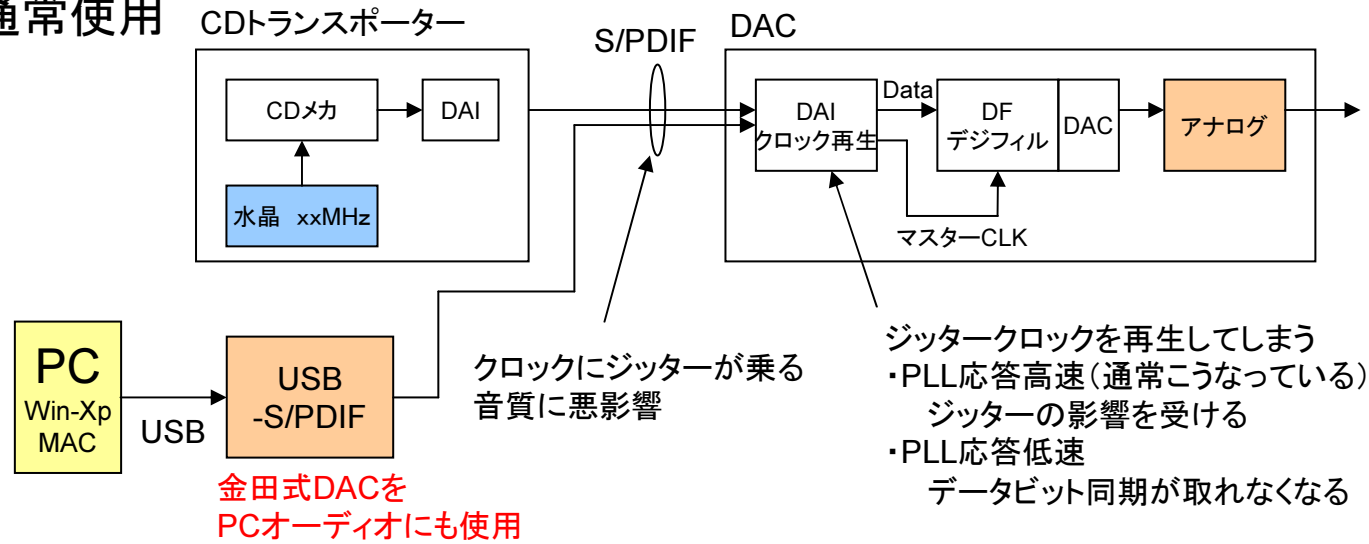 通常使用
CDトランスポーター
S/PDIF
DAC
CDメカ
DAI
水晶 xxMHz
DAI
クロック再生
Data
DF
デジフィル
DAC
アナログ
マスターCLK
PC
Win-Xp
MAC
USB
USB
-S/PDIF
金田式DACを
PCオーディオにも使用
クロックにジッターが乗る
音質に悪影響
ジッタークロックを再生してしまう
・PLL応答高速(通常こうなっている)
ジッターの影響を受ける
・PLL応答低速
データビット同期が取れなくなる